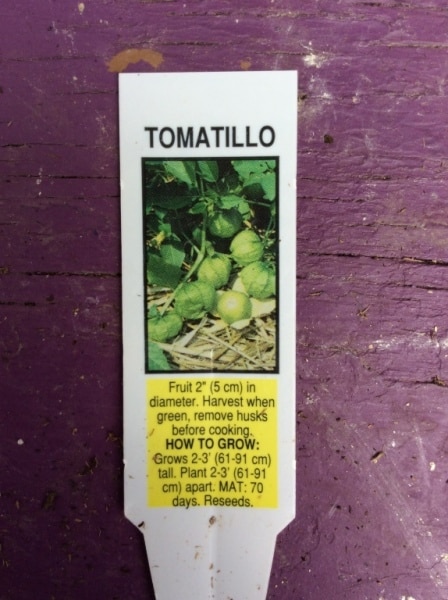 TOMATILLO
Fruit 2" (5 cm) in
diameter. Harvest when
green, remove husks
before cooking.
HOW TO GROW:
Grows 2-3' (61-91 cm)
tall. Plant 2-3' (61-91
cm) apart. MAT: 70
days. Reseeds.